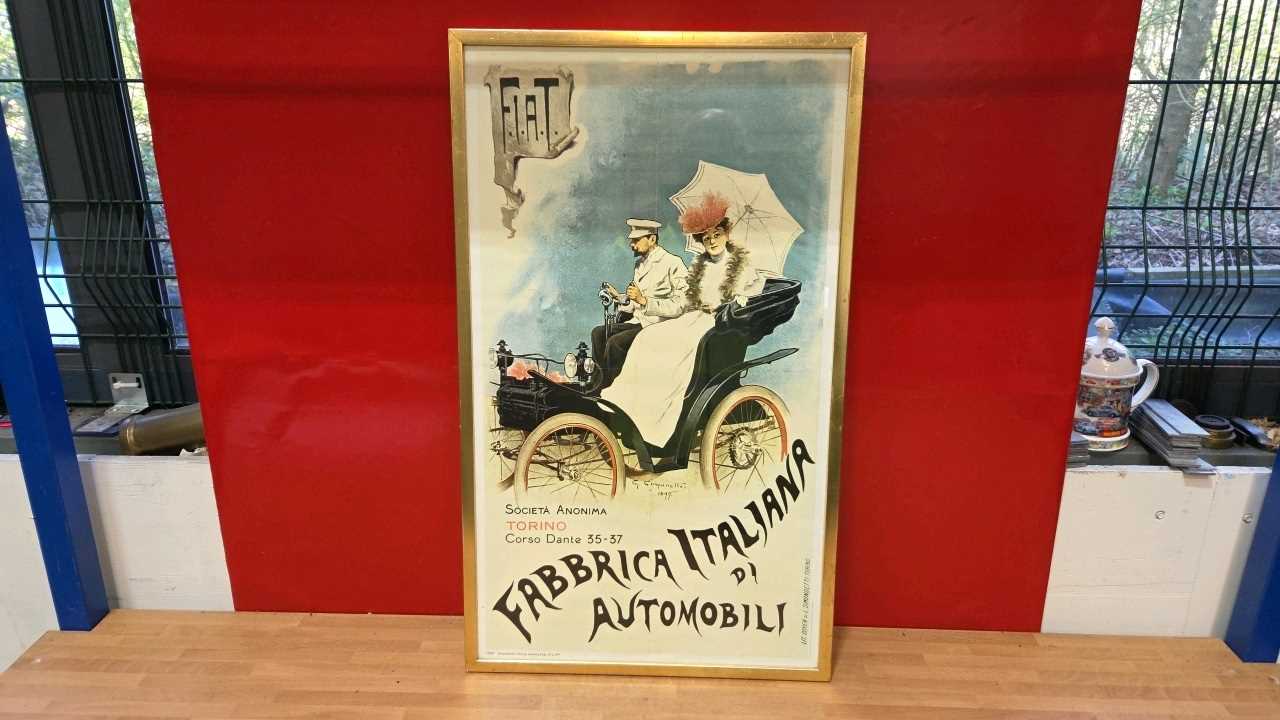 F.I.A.T.
SOCIETÀ ANONIMA
TORINO
Corso Dante 35-37
FABBRICA ITALIANA
DI
AUTOMOBILI